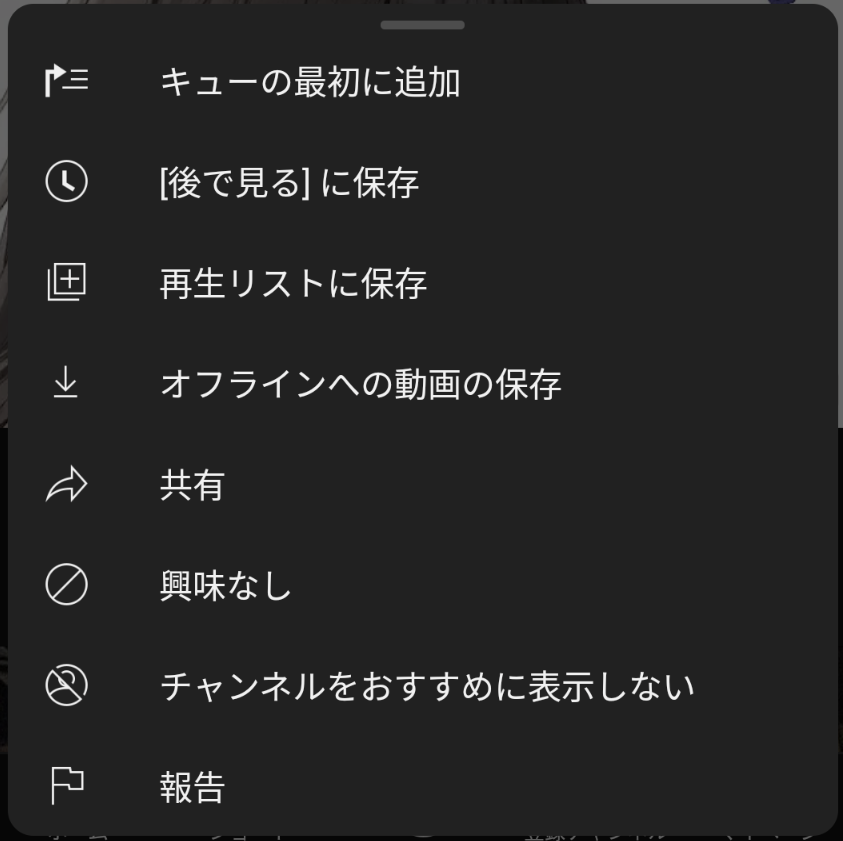 キューの最初に追加
[後で見る] に保存
再生リストに保存
オフラインへの動画の保存
共有
興味なし
チャンネルをおすすめに表示しない
報告